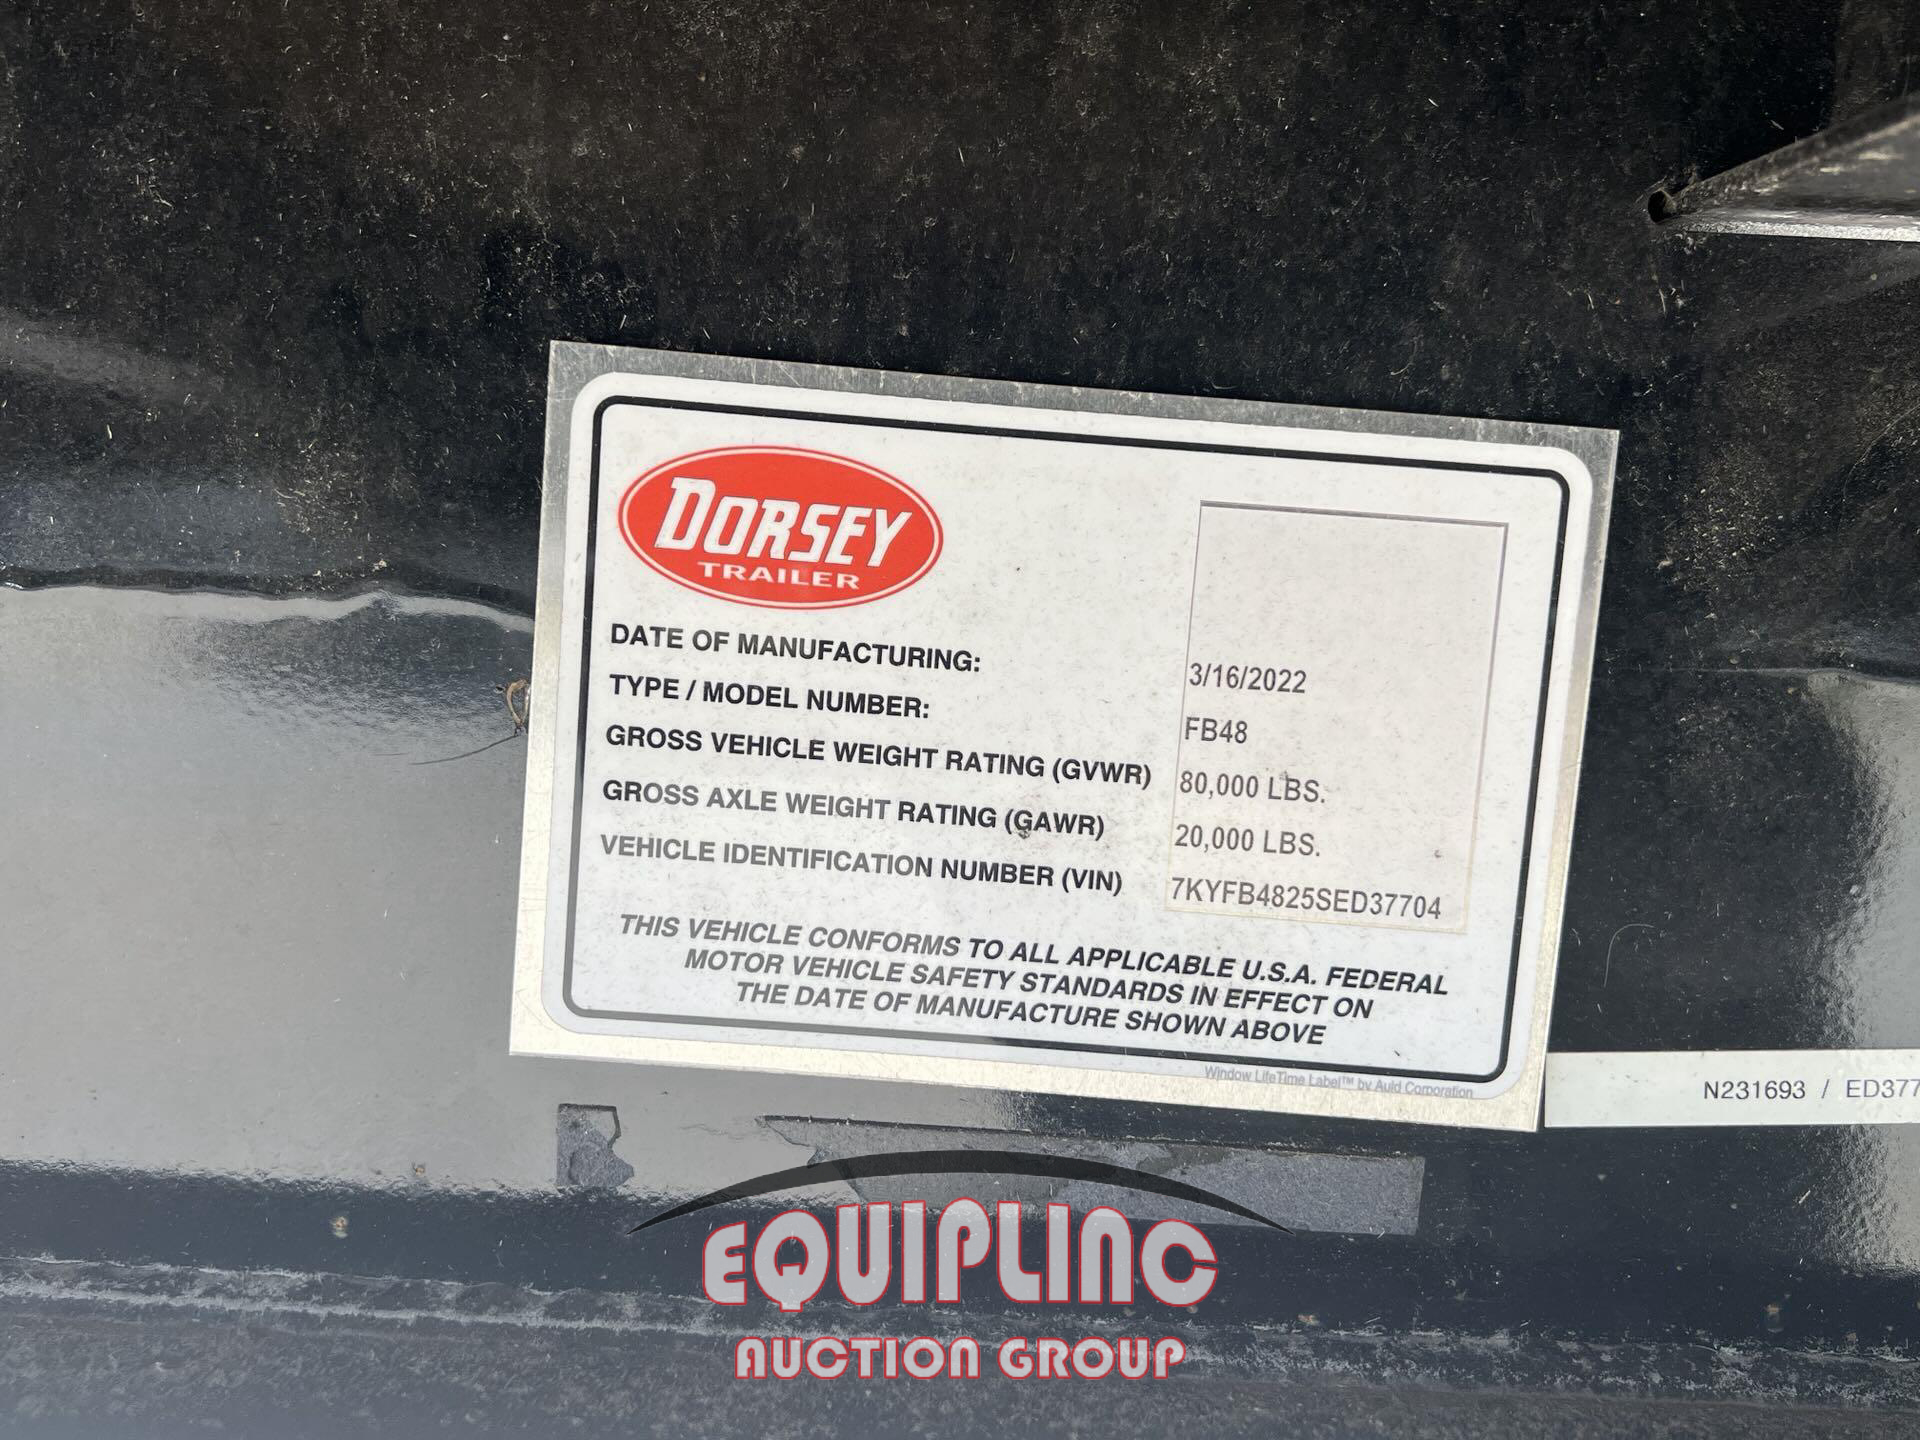 DORSEY
TRAILER
DATE OF MANUFACTURING: 3/16/2022
TYPE / MODEL NUMBER: FB48
GROSS VEHICLE WEIGHT RATING (GVWR) 80,000 LBS.
GROSS AXLE WEIGHT RATING (GAWR) 20,000 LBS.
VEHICLE IDENTIFICATION NUMBER (VIN) 7KYFB4825SED37704
THIS VEHICLE CONFORMS TO ALL APPLICABLE U.S.A. FEDERAL
MOTOR VEHICLE SAFETY STANDARDS IN EFFECT ON
THE DATE OF MANUFACTURE SHOWN ABOVE
Window LifeTime Label™ by Auld Corporation
N231693 / ED377
EQUIPLINC
AUCTION GROUP